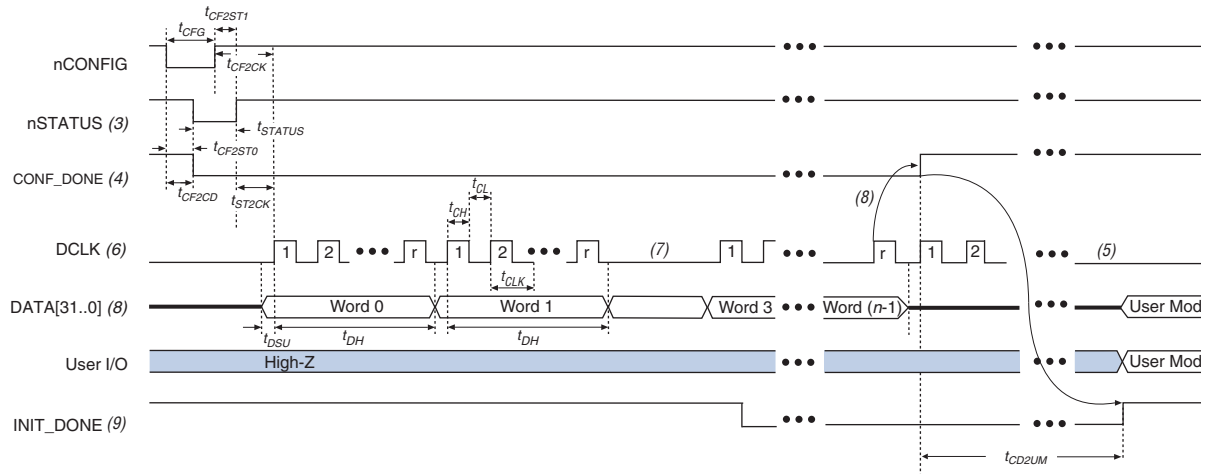 tCF2ST1
tCFG
nCONFIG
tCF2CK
nSTATUS (3)
tSTATUS
tCF2ST0
CONF_DONE (4)
tCF2CD
tST2CK
tCL
tCH
(8)
DCLK (6)
1 2 r 1 2 r (7) 1 r 1 2 (5)
tCLK
DATA[31..0] (8)
Word 0 Word 1 Word 3 Word (n-1) User Mod
tDSU tDH tDH
User I/O
High-Z User Mod
INIT_DONE (9)
tCD2UM